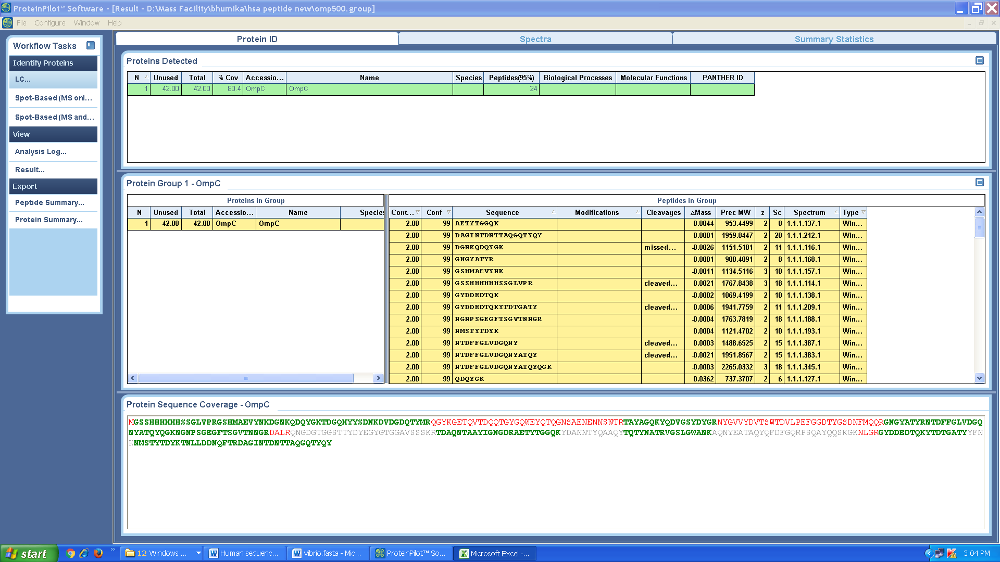 ProteinPilot™ Software - [Result - D:\Mass Facility\bhumika\hsa peptide new\omp500.group]
File Configure Window Help
Workflow Tasks
Identify Proteins
LC...
Spot-Based (MS onl...
Spot-Based (MS and...
View
Analysis Log...
Result...
Export
Peptide Summary...
Protein Summary...
Protein ID Spectra Summary Statistics
Proteins Detected
N Unused Total % Cov Accessio... Name Species Peptides(95%) Biological Processes Molecular Functions PANTHER ID
1 42.00 42.00 80.4 OmpC OmpC 24
Protein Group 1 - OmpC
Proteins in Group
N Unused Total Accessio... Name Species
1 42.00 42.00 OmpC OmpC
Peptides in Group
Cont... Conf Sequence Modifications Cleavages ΔMass Prec MW z Sc Spectrum Type
2.00 99 AETYTGGQK 0.0044 953.4499 2 8 1.1.1.137.1 Win...
2.00 99 DAGINTDNTTAQGQTYQY 0.0001 1959.8447 2 20 1.1.1.212.1 Win...
2.00 99 DGNKQDQYGK missed... -0.0026 1151.5181 2 11 1.1.1.116.1 Win...
2.00 99 GNGYATYR 0.0001 900.4091 2 8 1.1.1.168.1 Win...
2.00 99 GSHMAEVYNK -0.0011 1134.5116 3 10 1.1.1.157.1 Win...
2.00 99 GSSHHHHHHSSGLVPR cleaved... 0.0021 1767.8438 3 18 1.1.1.114.1 Win...
2.00 99 GYDDEDTQK -0.0002 1069.4199 2 10 1.1.1.138.1 Win...
2.00 99 GYDDEDTQKYTDTGATY cleaved... 0.0006 1941.7759 2 11 1.1.1.209.1 Win...
2.00 99 NGNPSGEGFTSGVTNNGR -0.0004 1763.7819 2 18 1.1.1.188.1 Win...
2.00 99 NMSTYTDYK 0.0004 1121.4702 2 10 1.1.1.193.1 Win...
2.00 99 NTDFFGLVDGQNY cleaved... 0.0003 1488.6525 2 15 1.1.1.387.1 Win...
2.00 99 NTDFFGLVDGQNYATQY cleaved... -0.0021 1951.8567 2 15 1.1.1.383.1 Win...
2.00 99 NTDFFGLVDGQNYATQYQGK -0.0003 2265.0332 3 18 1.1.1.345.1 Win...
2.00 99 QDQYGK 0.0362 737.3707 2 6 1.1.1.127.1 Win...
Protein Sequence Coverage - OmpC
MGSSHHHHHHSSGLVPRGSHMAEVYNKDGNKQDQYGKTDGQHYYSDNKDVDGDQTYMRQGYKGETQVTDQQTGYGQWEYQTQGNSAENENNSWTRTAYAGQKYQDVGSYDYGRNYGVVYDVTSWTDVLPEFGGDTYGSDNFMQQRGNGYATYRNTDFFGLVDGQ
NYATQYQGKNGNPSGEGFTSGVTNNGRDALRQNGDGTGGSTTYDYEGYGTGGAVSSSKRTDAQNTAAYIGNGDRAETYTGGQKYDANNTYQAAQYTQTYNATRVGSLGWANKAQNYEATAQYQFDFGQRPSQAYQQSKGKNLGRGYDDEDTQKYTDTGATYYFN
KNMSTYTDYKTNLLDDNQFTRDAGINTDNTTAQGQTYQY
start 12 Windows ... Human sequenc... vibrio.fasta - Mic... ProteinPilot™ So... Microsoft Excel -... 3:04 PM